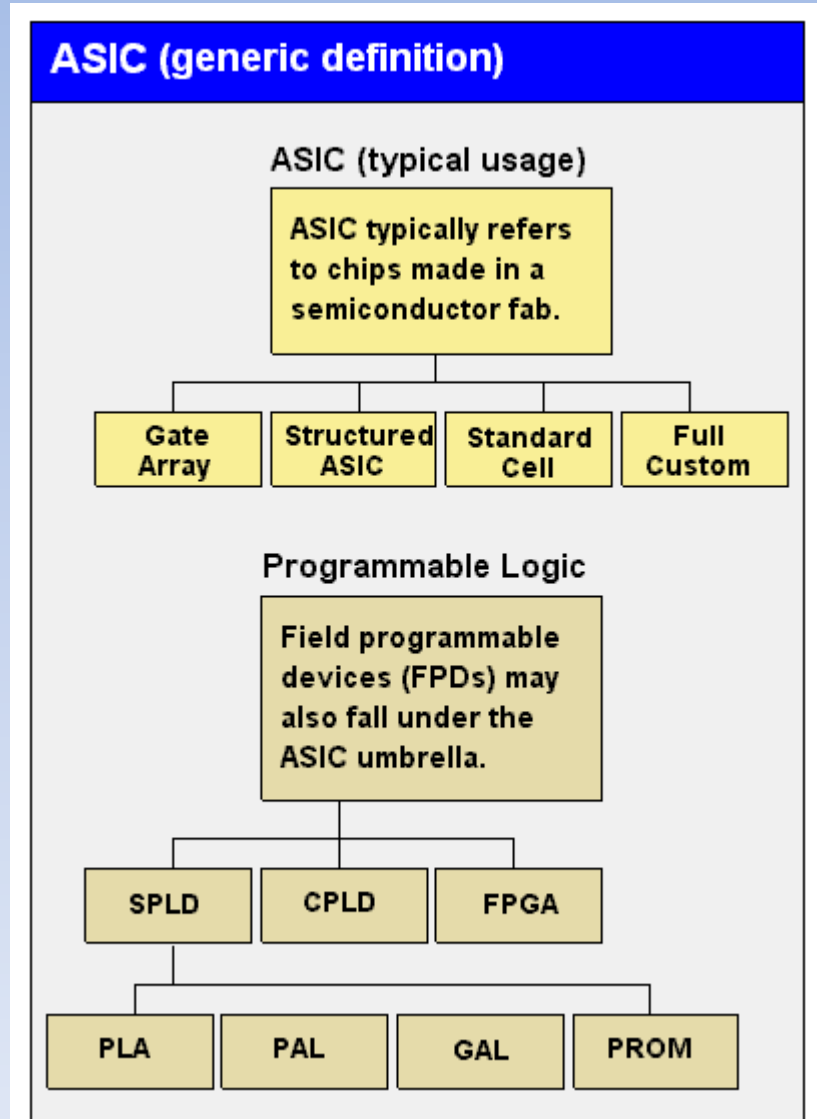 ASIC (generic definition)
ASIC (typical usage)
ASIC typically refers
to chips made in a
semiconductor fab.
Gate
Array
Structured
ASIC
Standard
Cell
Full
Custom
Programmable Logic
Field programmable
devices (FPDs) may
also fall under the
ASIC umbrella.
SPLD
CPLD
FPGA
PLA
PAL
GAL
PROM